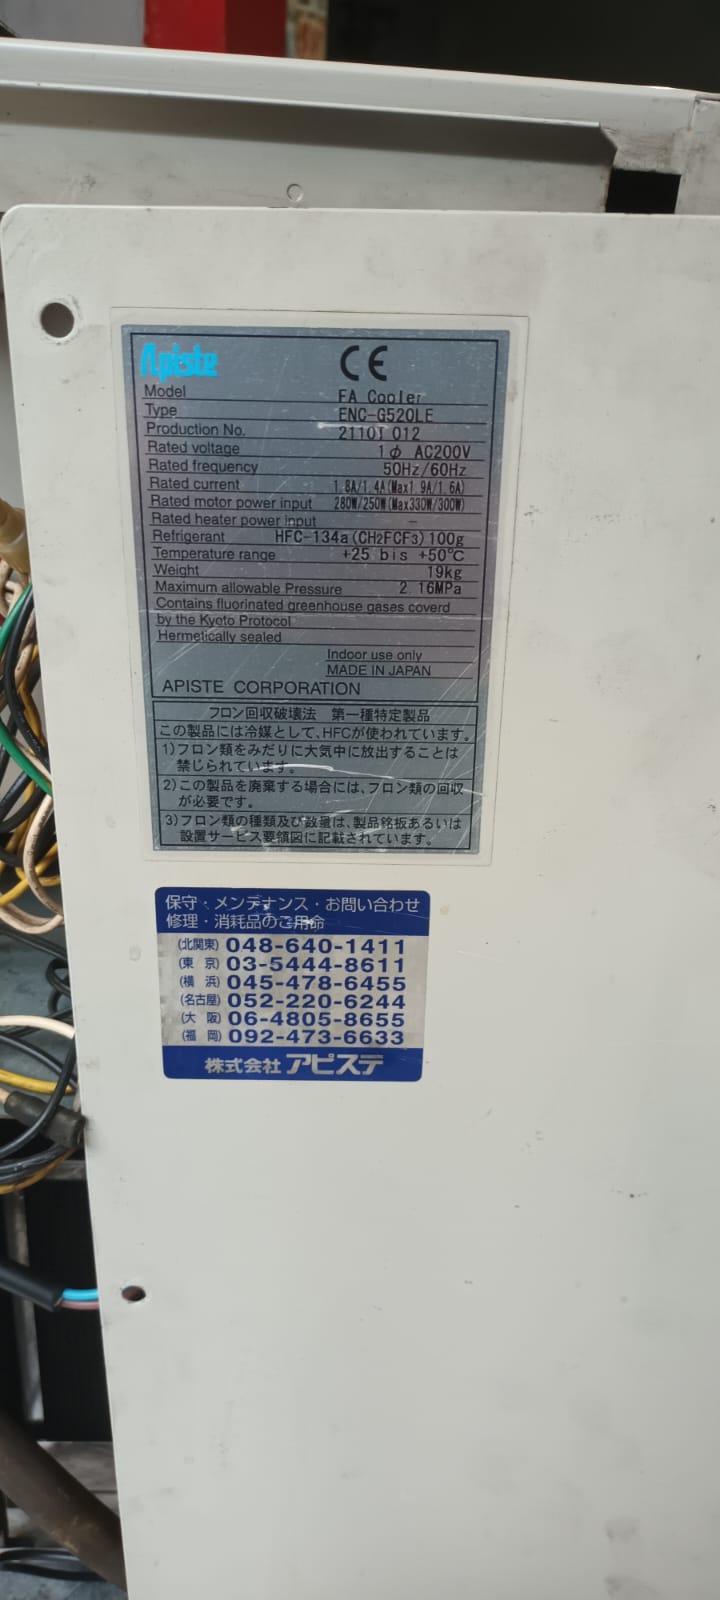 Apiste CE
Model FA Cooler
Type ENC-G520LE
Production No. 21101 012
Rated voltage 1φ AC200V
Rated frequency 50Hz/60Hz
Rated current 1.8A/1.4A(Max1.9A/1.6A)
Rated motor power input 280W/250W(Max330W/300W)
Rated heater power input －
Refrigerant HFC-134a(CH2FCF3)100g
Temperature range +25 bis +50℃
Weight 19kg
Maximum allowable Pressure 2.16MPa
Contains fluorinated greenhouse gases coverd
by the Kyoto Protocol
Hermetically sealed
Indoor use only
MADE IN JAPAN
APISTE CORPORATION
フロン回収破壊法 第一種特定製品
この製品には冷媒として、HFCが使われています。
1)フロン類をみだりに大気中に放出することは
禁じられています。
2)この製品を廃棄する場合には、フロン類の回収
が必要です。
3)フロン類の種類及び数量は、製品銘板あるいは
設置サービス要領図に記載されています。
保守・メンテナンス・お問い合わせ
修理・消耗品のご用命
(北関東) 048-640-1411
(東 京) 03-5444-8611
(横 浜) 045-478-6455
(名古屋) 052-220-6244
(大 阪) 06-4805-8655
(福 岡) 092-473-6633
株式会社 アピステ